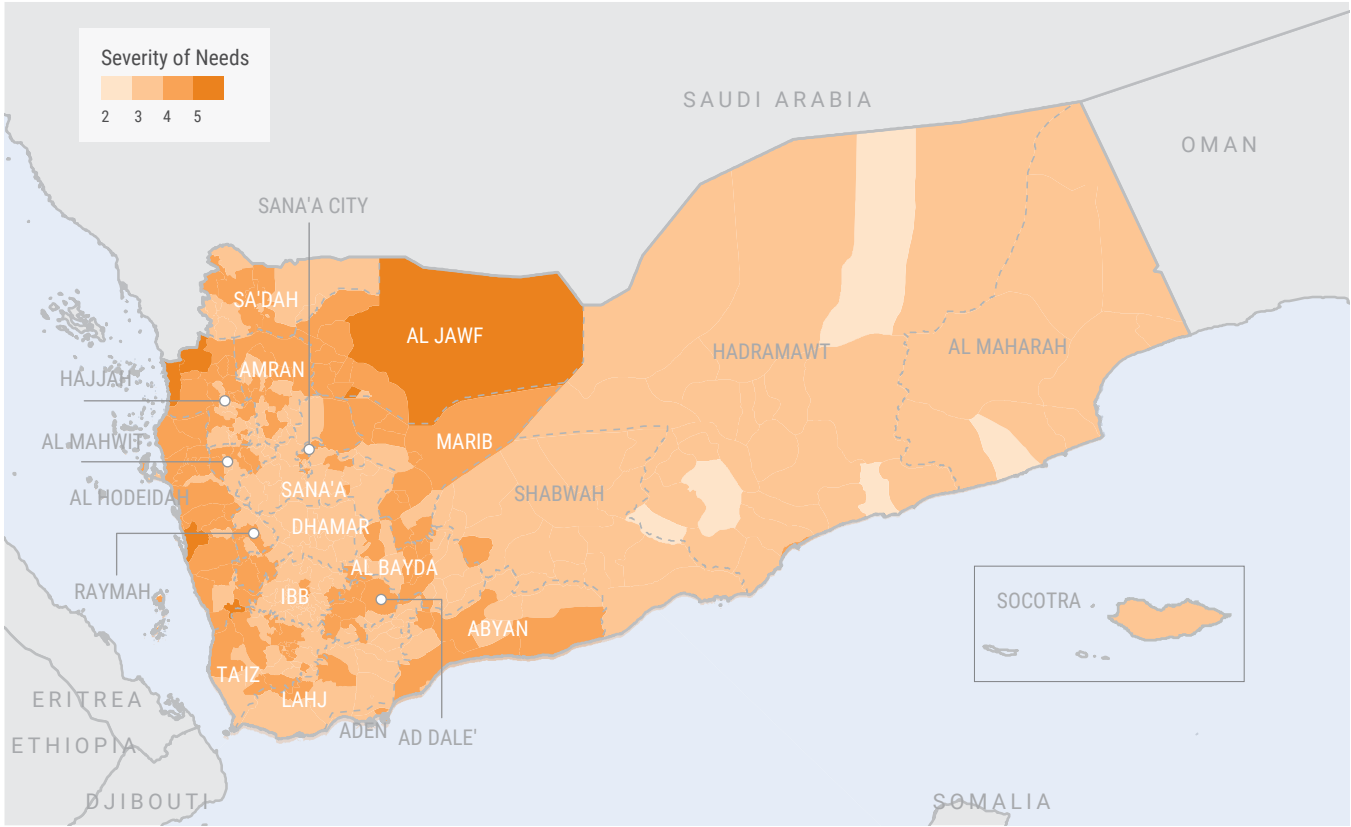 Severity of Needs
2 3 4 5
SAUDI ARABIA
OMAN
SANA'A CITY
SA'DAH
AL JAWF
HADRAMAWT
AL MAHARAH
AMRAN
HAJJAH
AL MAHWIT
MARIB
SANA'A
SHABWAH
AL HODEIDAH
DHAMAR
AL BAYDA
RAYMAH
IBB
SOCOTRA
ABYAN
TA'IZ
LAHJ
ERITREA
ADEN
AD DALE'
ETHIOPIA
DJIBOUTI
SOMALIA